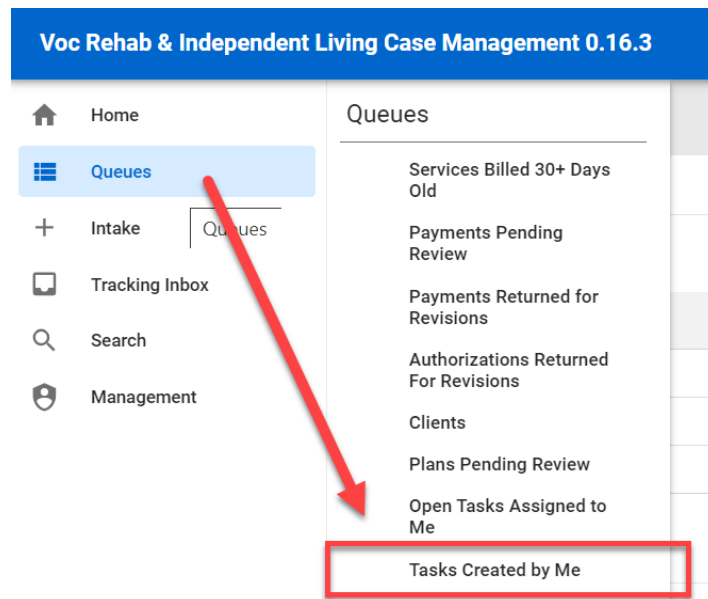 Voc Rehab & Independent Living Case Management 0.16.3
Home
Queues
Intake
Queues
Tracking Inbox
Search
Management
Queues
Services Billed 30+ Days
Old
Payments Pending
Review
Payments Returned for
Revisions
Authorizations Returned
For Revisions
Clients
Plans Pending Review
Open Tasks Assigned to
Me
Tasks Created by Me